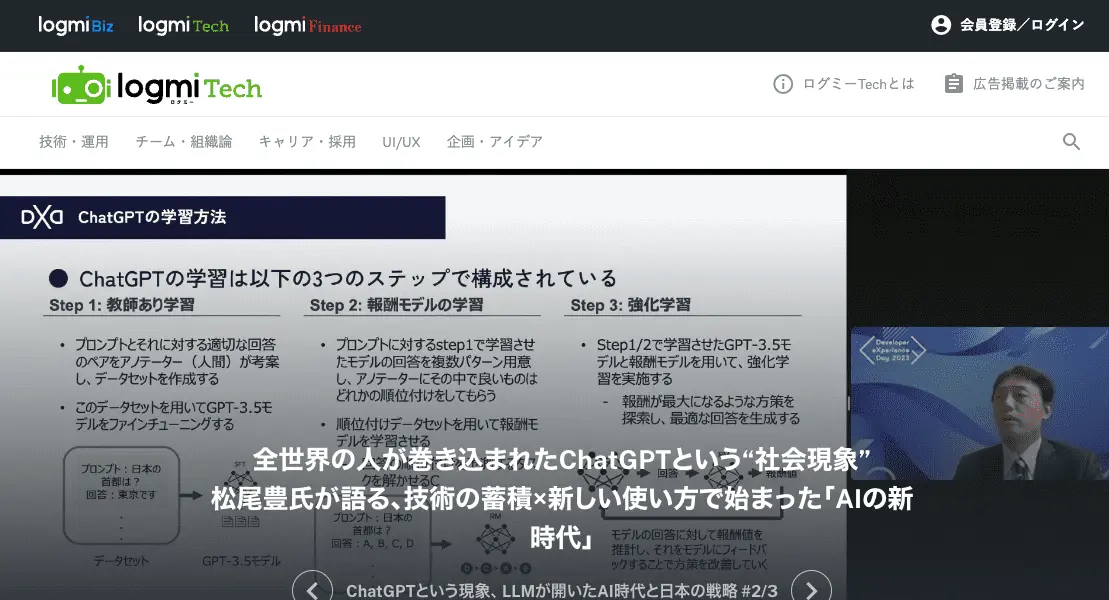 logmi Biz
logmi Tech
logmi Finance
会員登録／ログイン
logmi Tech
ログミー
ログミーTechとは
広告掲載のご案内
技術・運用
チーム・組織論
キャリア・採用
UI/UX
企画・アイデア
DXD
ChatGPTの学習方法
● ChatGPTの学習は以下の3つのステップで構成されている
Step 1: 教師あり学習
• プロンプトとそれに対する適切な回答
のペアをアノテーター（人間）が考案
し、データセットを作成する
• このデータセットを用いてGPT-3.5モ
デルをファインチューニングする
プロンプト：日本の
首都は？
回答：東京です
データセット
SFT
GPT-3.5モデル
Step 2: 報酬モデルの学習
• プロンプトに対するstep1で学習させ
たモデルの回答を複数パターン用意
し、アノテーターにその中で良いものは
どれかの順位付けをしてもらう
• 順位付けデータセットを用いて報酬モ
デルを学習させる
クを解かせる
プロンプト：日本の
首都は？
回答：A, B, C, D
RM
Step 3: 強化学習
• Step1/2で学習させたGPT-3.5モ
デルと報酬モデルを用いて、強化学
習を実施する
- 報酬が最大になるような方策を
探索し、最適な回答を生成する
回答
報酬値
モデルの回答に対して報酬値を
推計し、それをモデルにフィードバ
ックすることで方策を改善していく
Developer
eXperience
Day 2023
全世界の人が巻き込まれたChatGPTという“社会現象”
松尾豊氏が語る、技術の蓄積×新しい使い方で始まった「AIの新
時代」
ChatGPTという現象、LLMが開いたAI時代と日本の戦略 #2/3